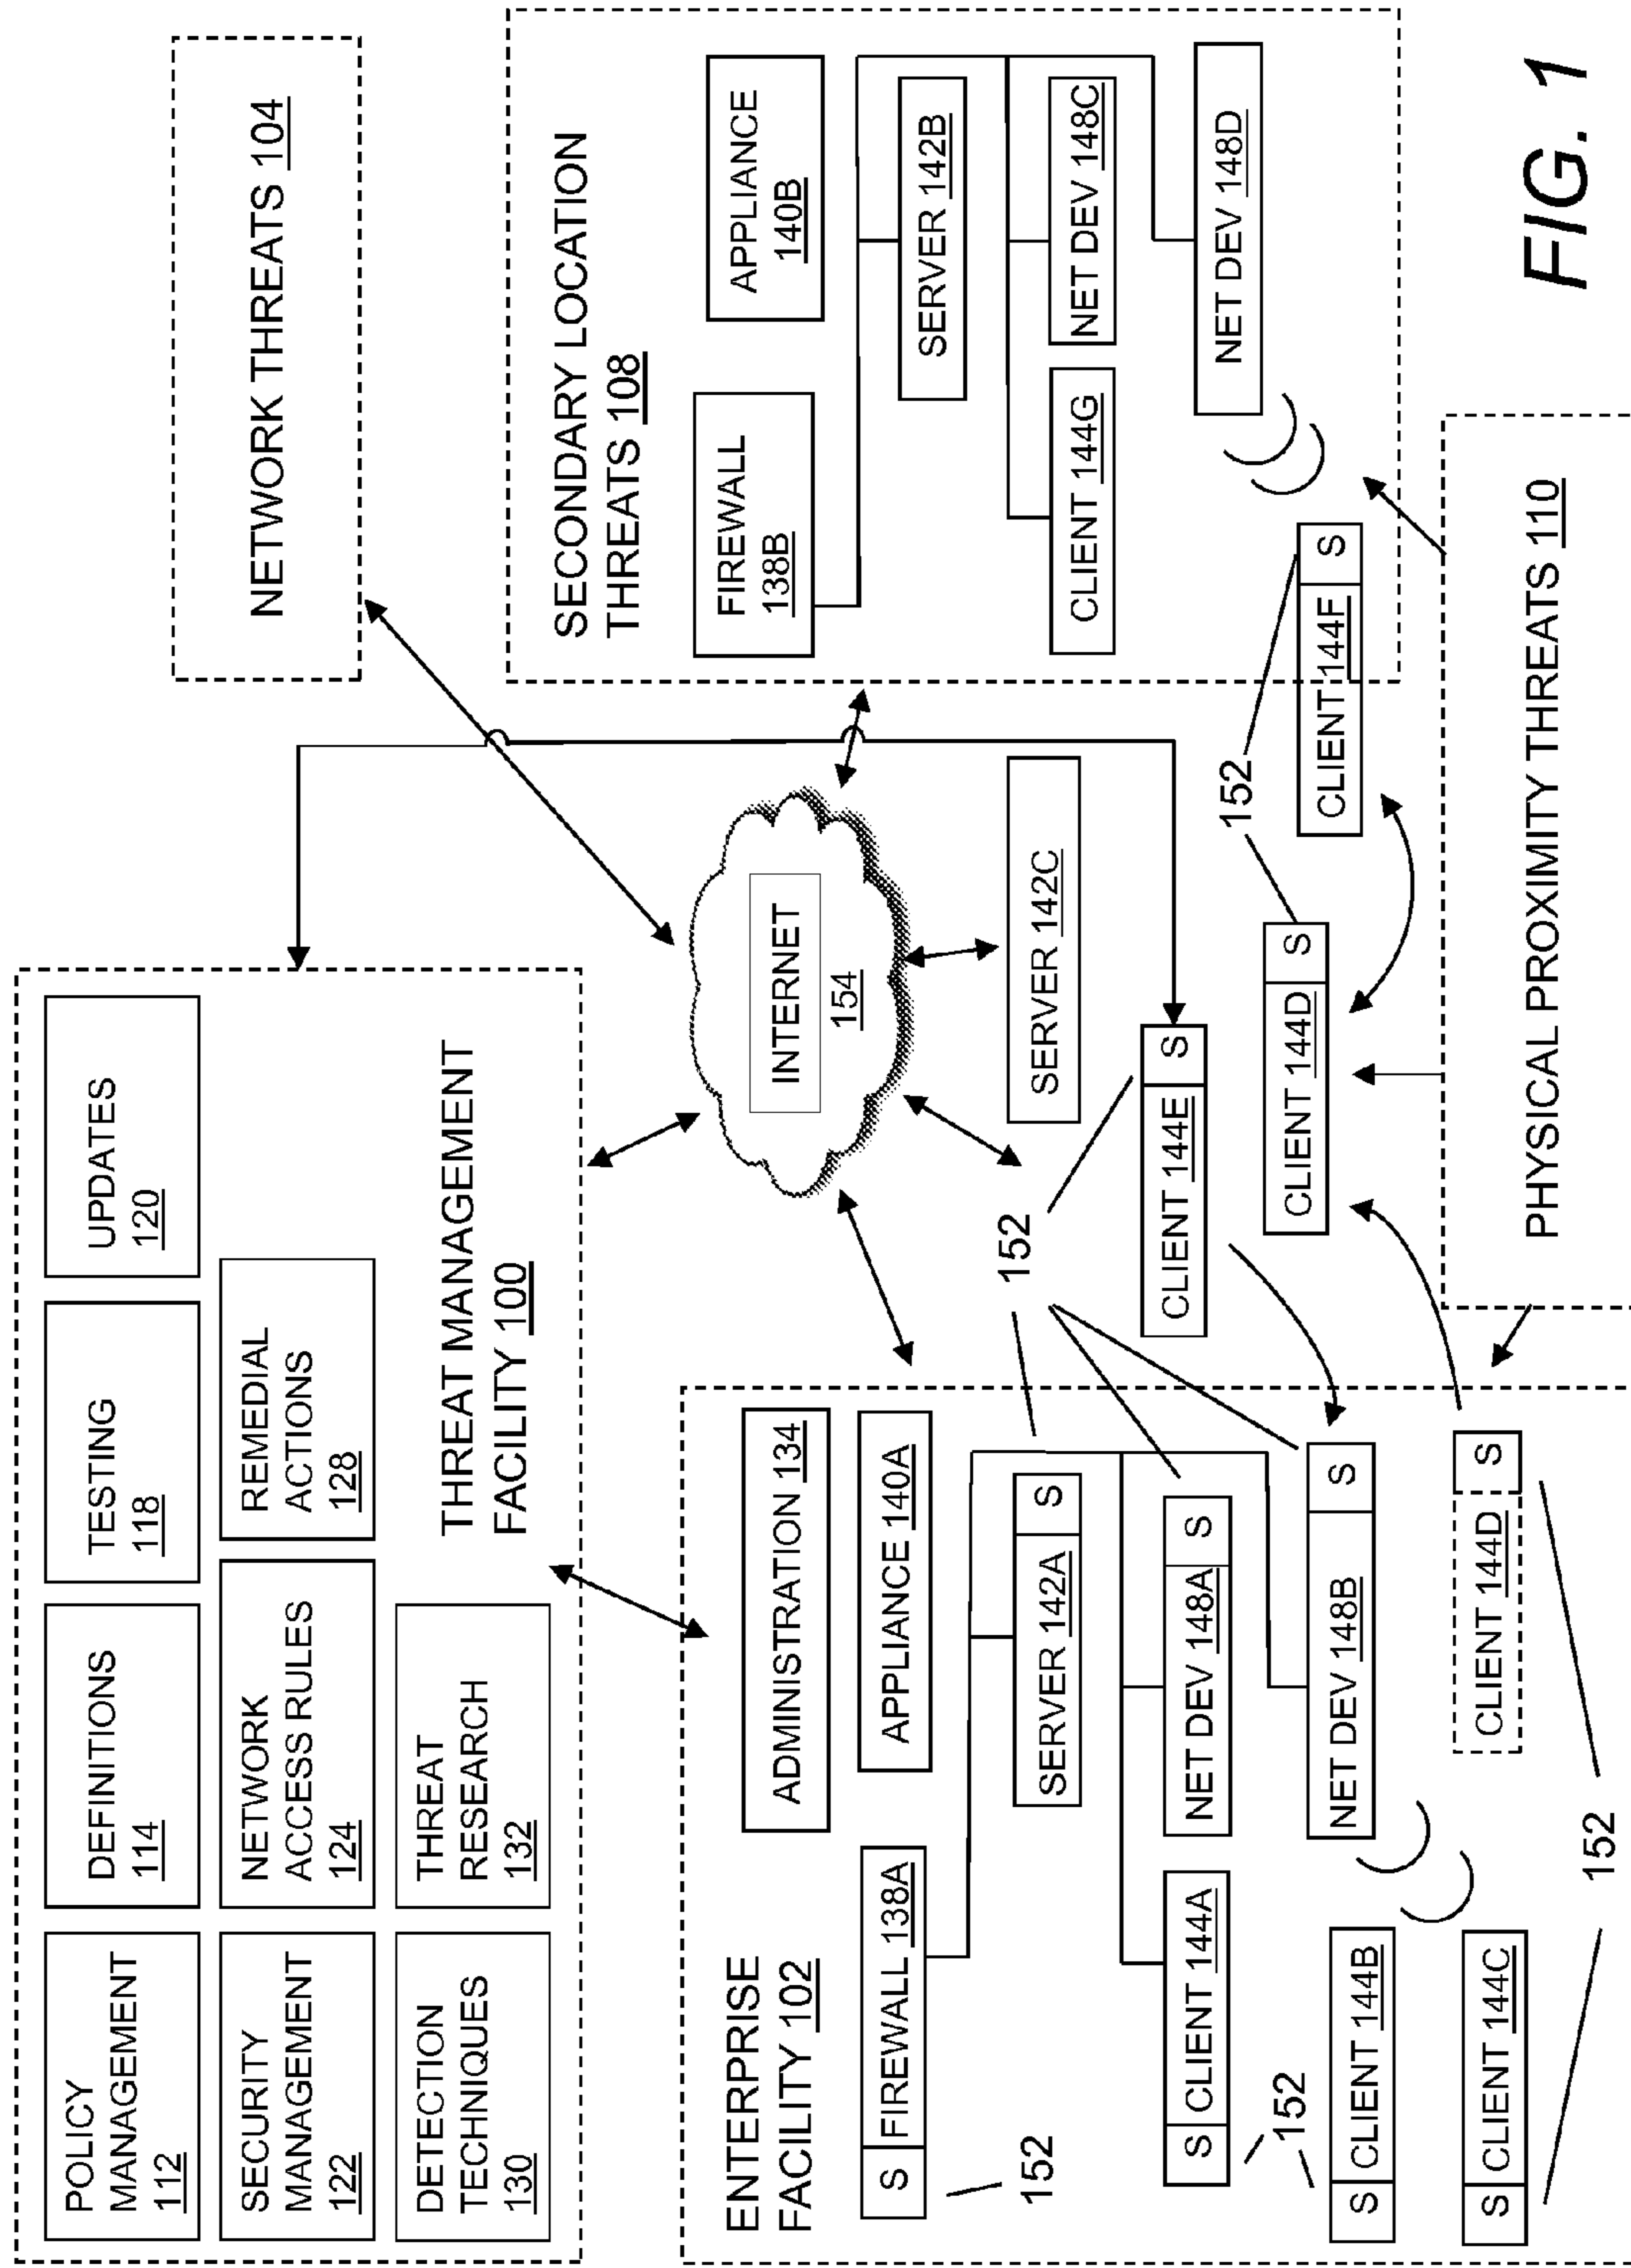 POLICY
MANAGEMENT
112
DEFINITIONS
114
TESTING
118
UPDATES
120
SECURITY
MANAGEMENT
122
NETWORK
ACCESS RULES
124
REMEDIAL
ACTIONS
128
DETECTION
TECHNIQUES
130
THREAT
RESEARCH
132
THREAT MANAGEMENT
FACILITY 100
NETWORK THREATS 104
INTERNET
154
SECONDARY LOCATION
THREATS 108
FIREWALL
138B
APPLIANCE
140B
SERVER 142B
CLIENT 144G
NET DEV 148C
NET DEV 148D
ENTERPRISE
FACILITY 102
ADMINISTRATION 134
S FIREWALL 138A
APPLIANCE 140A
152
SERVER 142A S
152
SERVER 142C
S CLIENT 144A
NET DEV 148A S
CLIENT 144E S
152
152
S CLIENT 144B
NET DEV 148B S
CLIENT 144D S
CLIENT 144F S
S CLIENT 144C
CLIENT 144D S
152
PHYSICAL PROXIMITY THREATS 110
FIG. 1